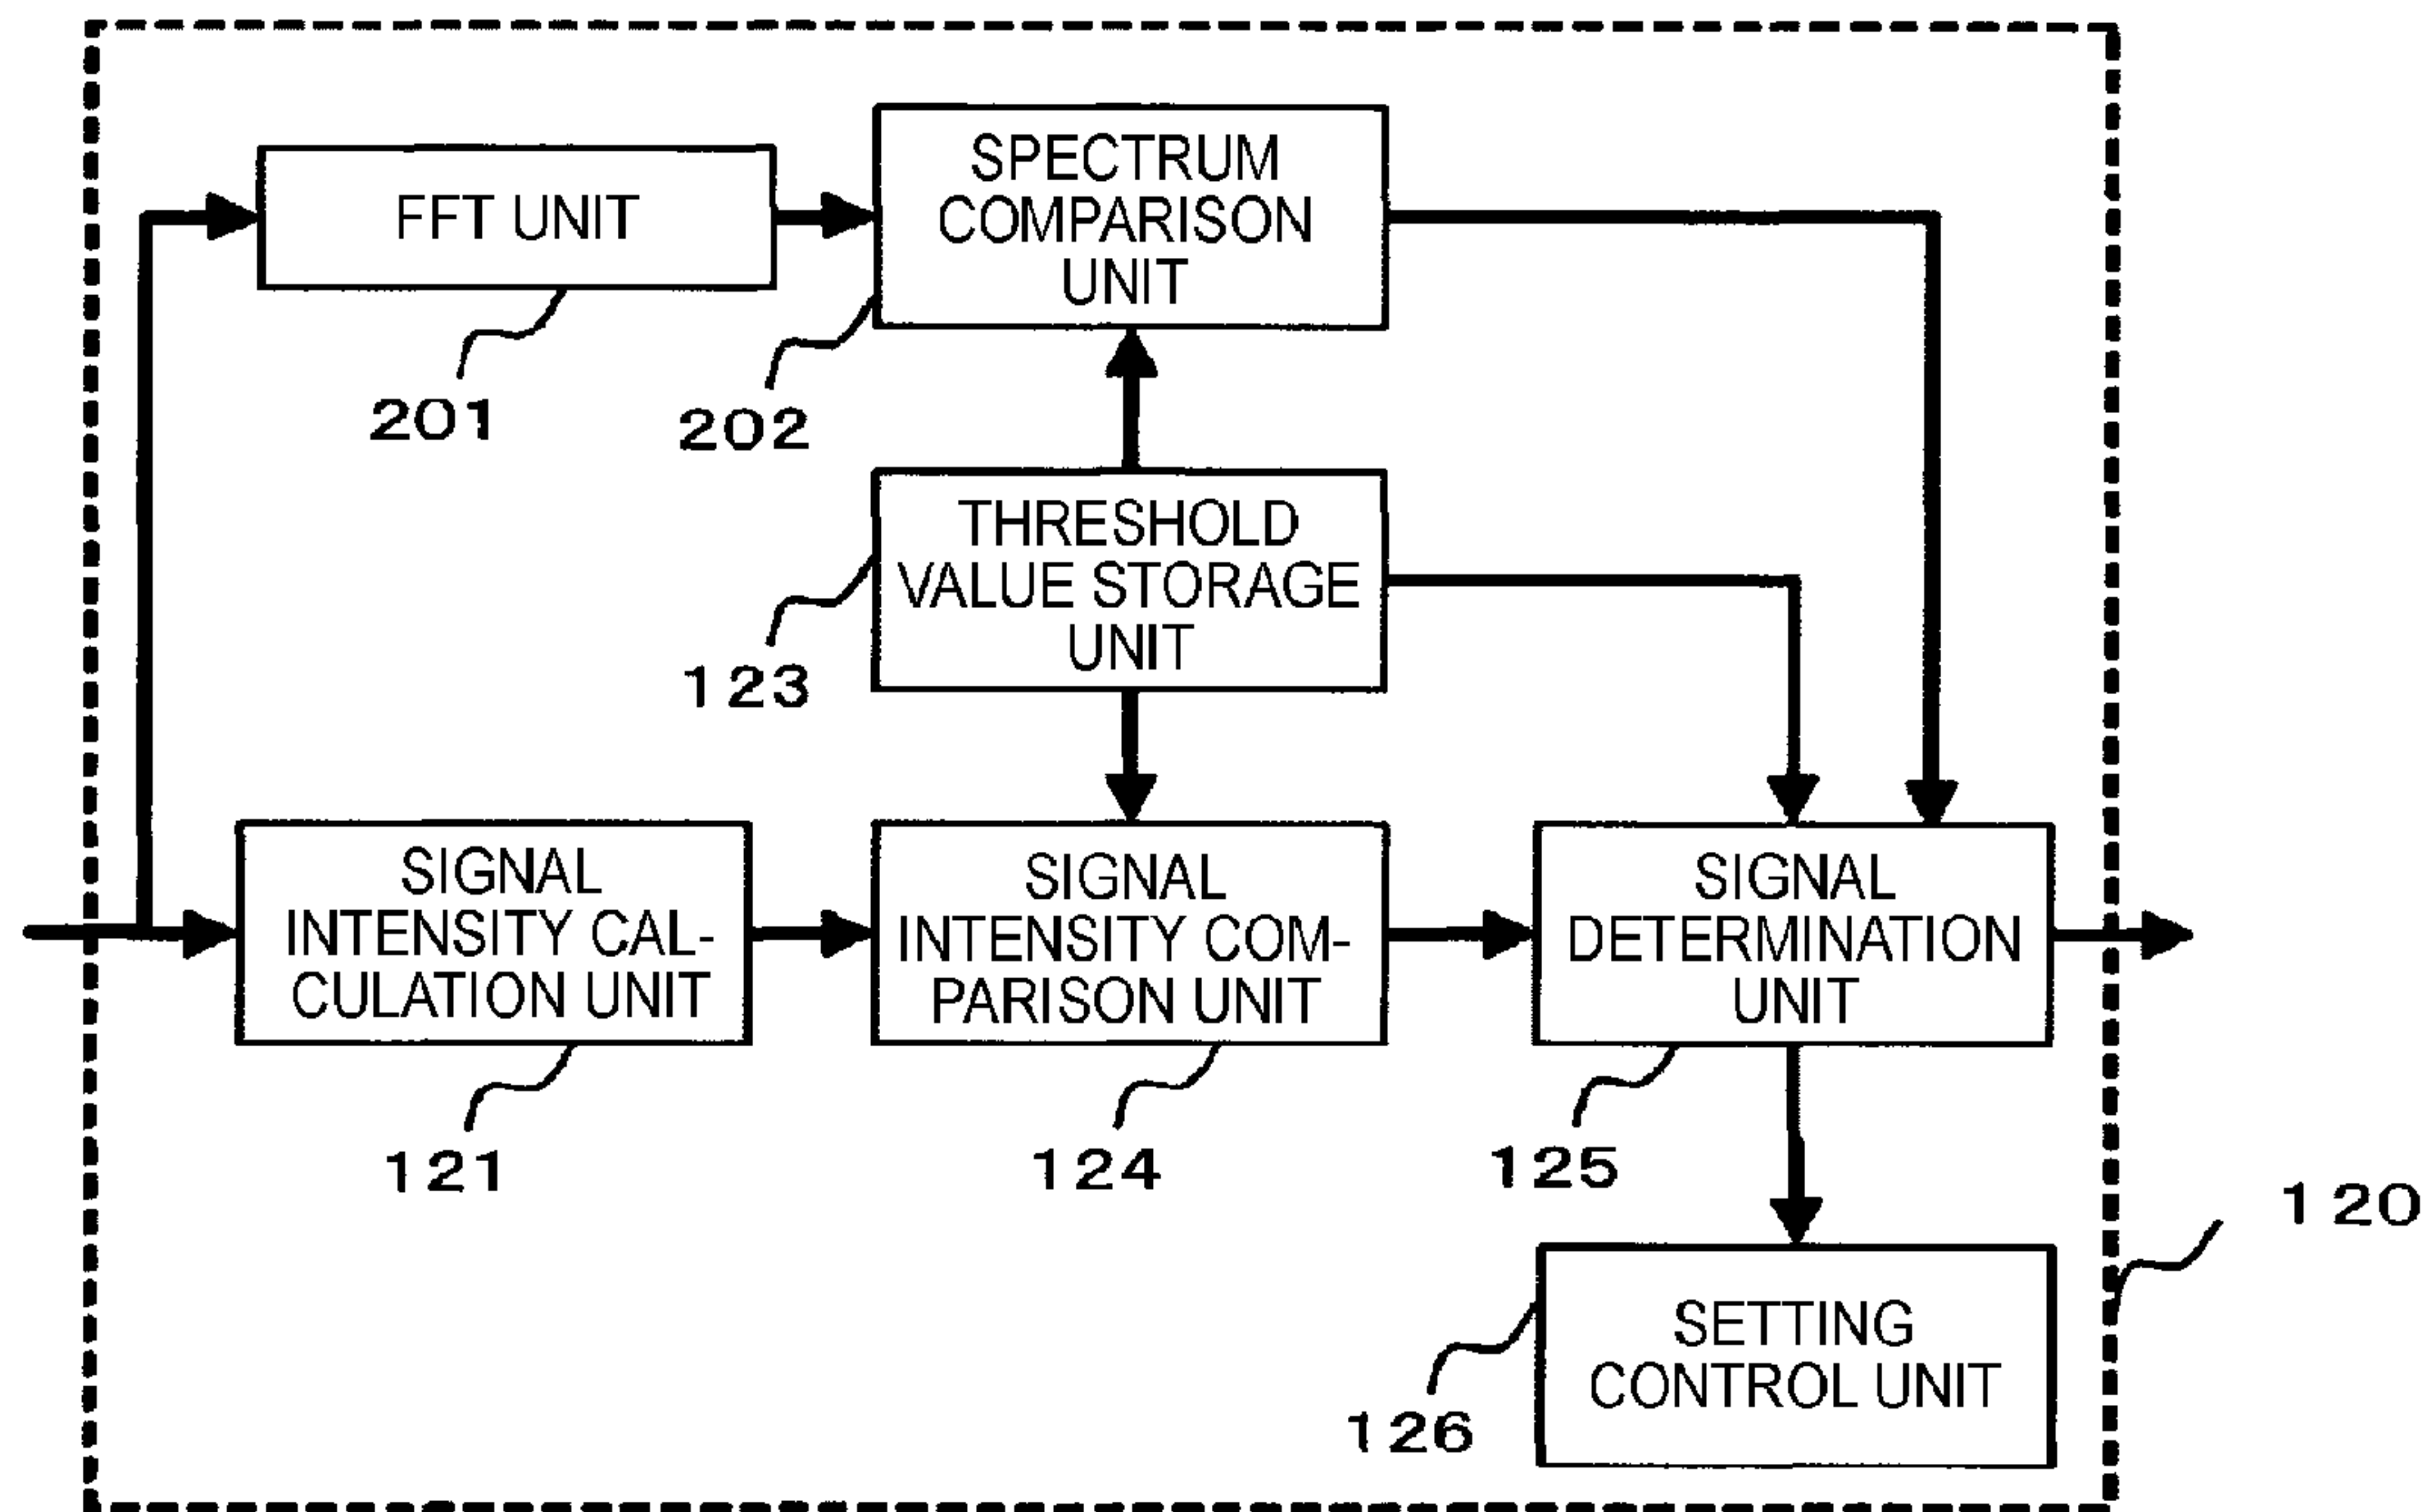 FFT UNIT
201
SPECTRUM
COMPARISON
UNIT
202
THRESHOLD
VALUE STORAGE
UNIT
123
SIGNAL
INTENSITY CAL-
CULATION UNIT
121
SIGNAL
INTENSITY COM-
PARISON UNIT
124
SIGNAL
DETERMINATION
UNIT
125
120
SETTING
CONTROL UNIT
126